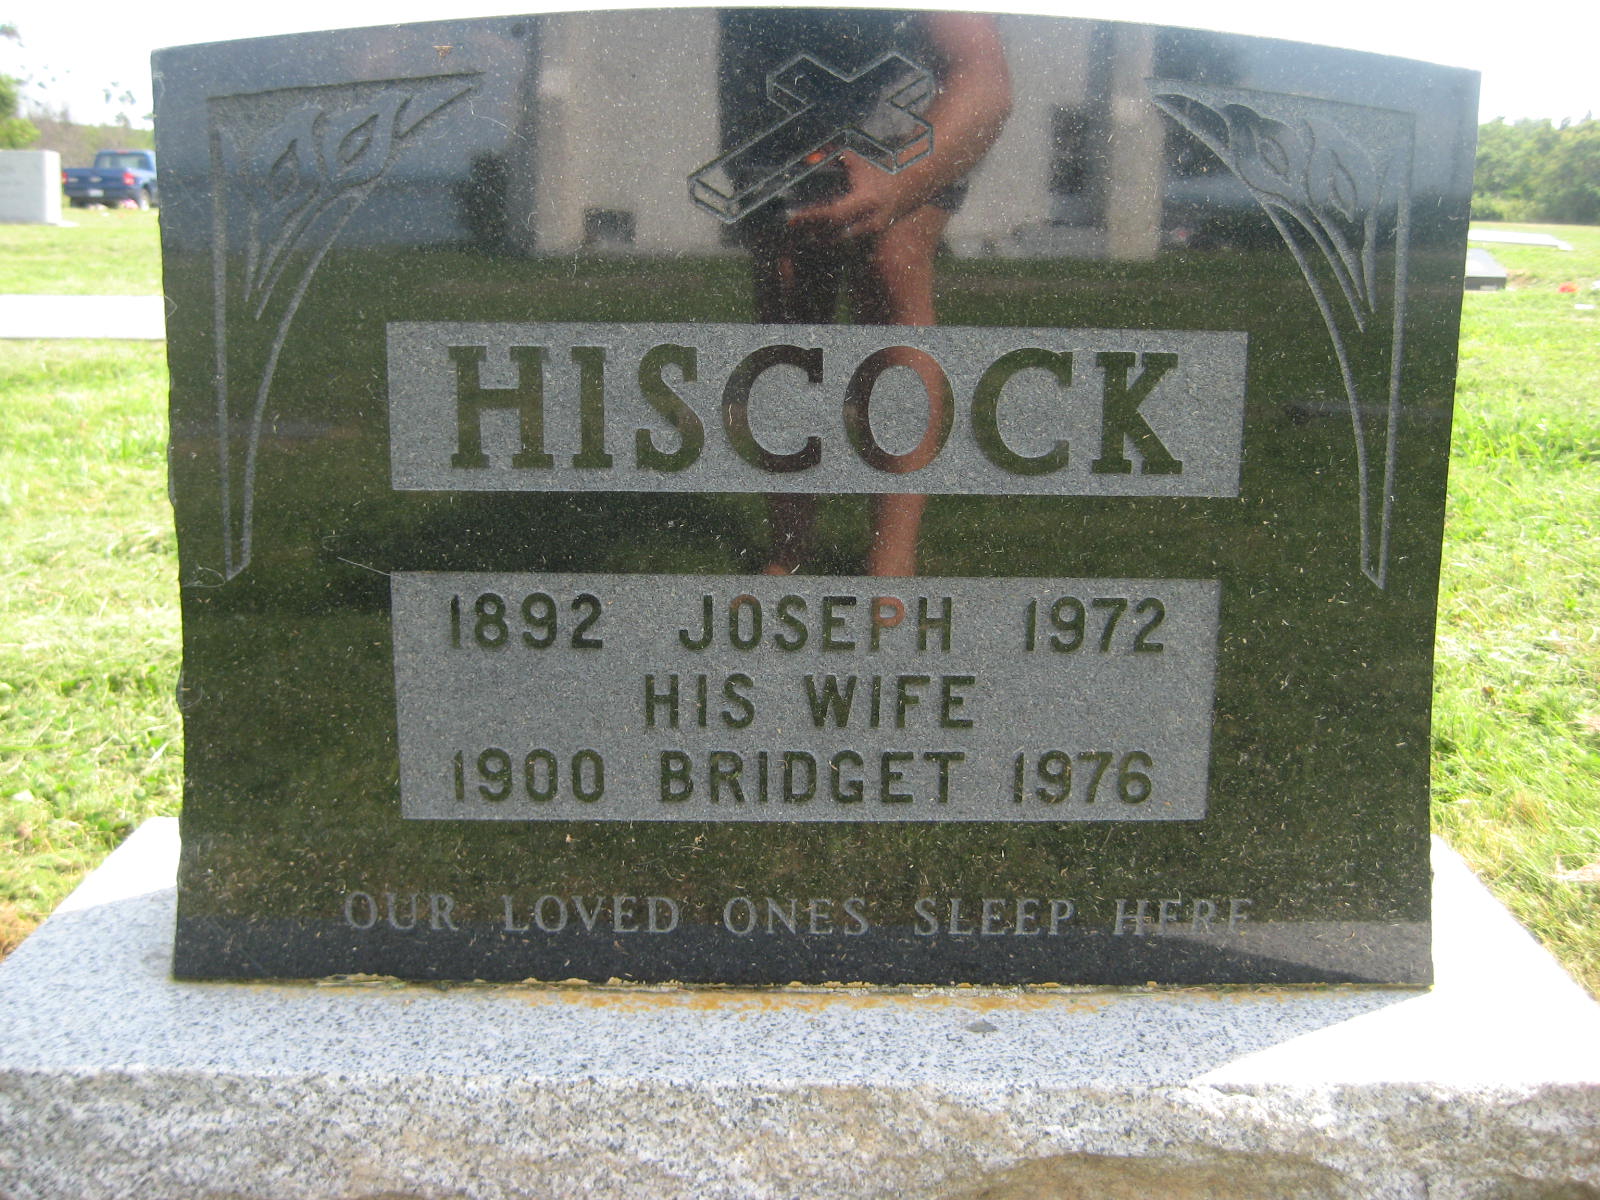 HISCOCK
1892 JOSEPH 1972
HIS WIFE
1900 BRIDGET 1976
OUR LOVED ONES SLEEP HERE